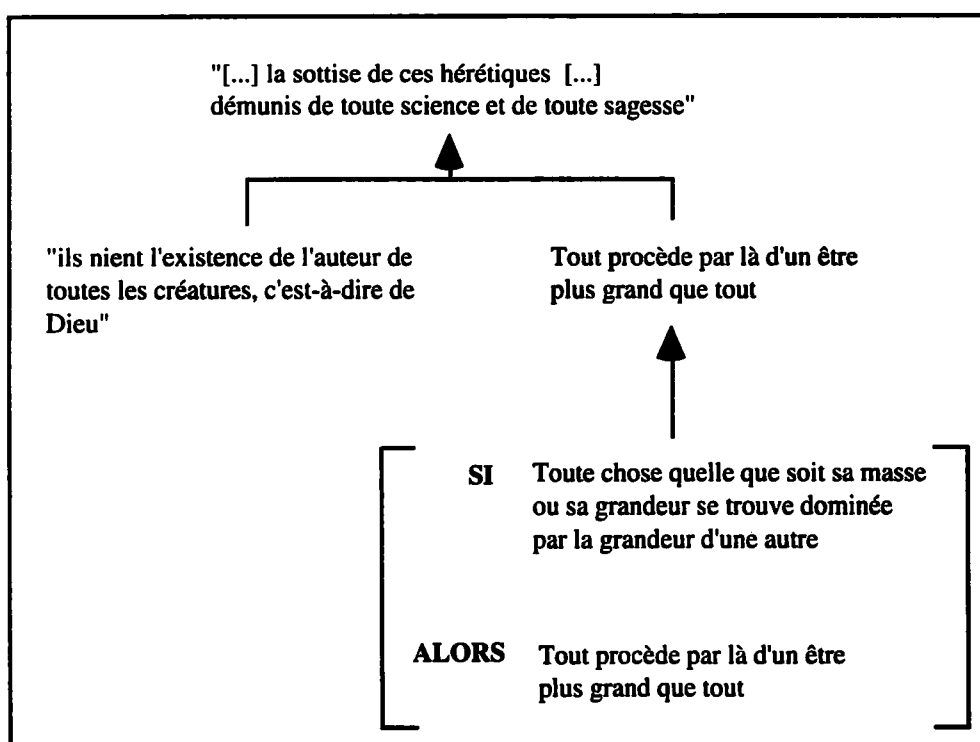 "[...] la sottise de ces hérétiques [...]
démunis de toute science et de toute sagesse"
"ils nient l'existence de l'auteur de
toutes les créatures, c'est-à-dire de
Dieu"
Tout procède par là d'un être
plus grand que tout
SI Toute chose quelle que soit sa masse
ou sa grandeur se trouve dominée
par la grandeur d'une autre
ALORS Tout procède par là d'un être
plus grand que tout